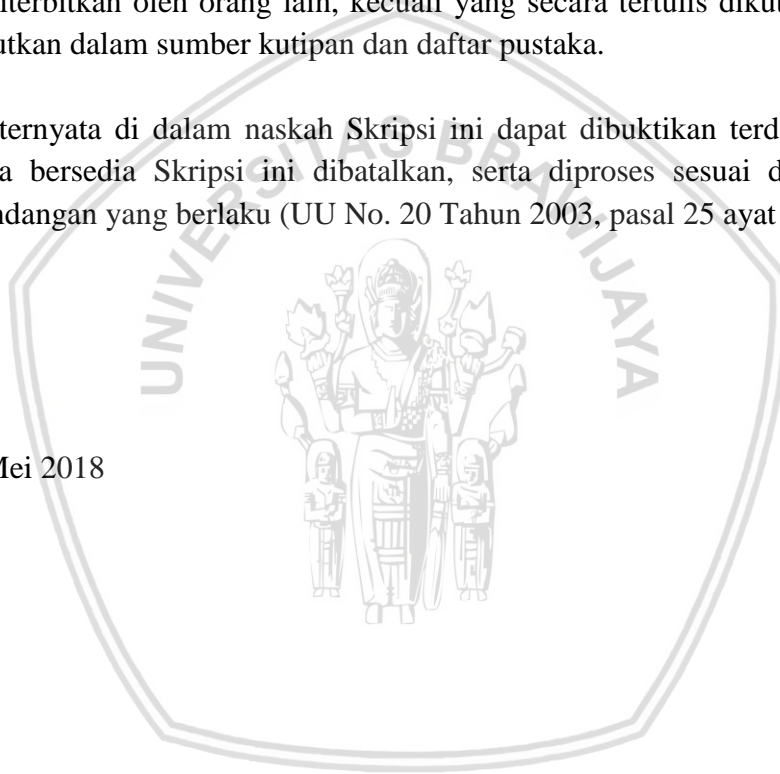 iterbitkan oleh orang lain, kecuali yang secara tertulis diku
utkan dalam sumber kutipan dan daftar pustaka.
ternyata di dalam naskah Skripsi ini dapat dibuktikan terd
a bersedia Skripsi ini dibatalkan, serta diproses sesuai d
ndangan yang berlaku (UU No. 20 Tahun 2003, pasal 25 ayat
UNIVERSITAS BRAWIJAYA
Mei 2018